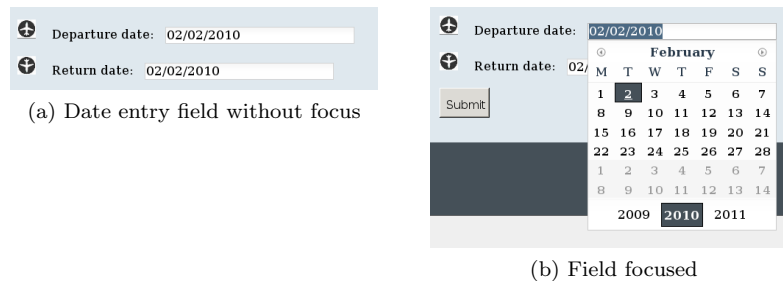 Departure date: 02/02/2010
Return date: 02/02/2010
(a) Date entry field without focus
Departure date: 02/02/2010
Return date: 02/
Submit
February
M T W T F S S
1 2 3 4 5 6 7
8 9 10 11 12 13 14
15 16 17 18 19 20 21
22 23 24 25 26 27 28
1 2 3 4 5 6 7
8 9 10 11 12 13 14
2009 2010 2011
(b) Field focused